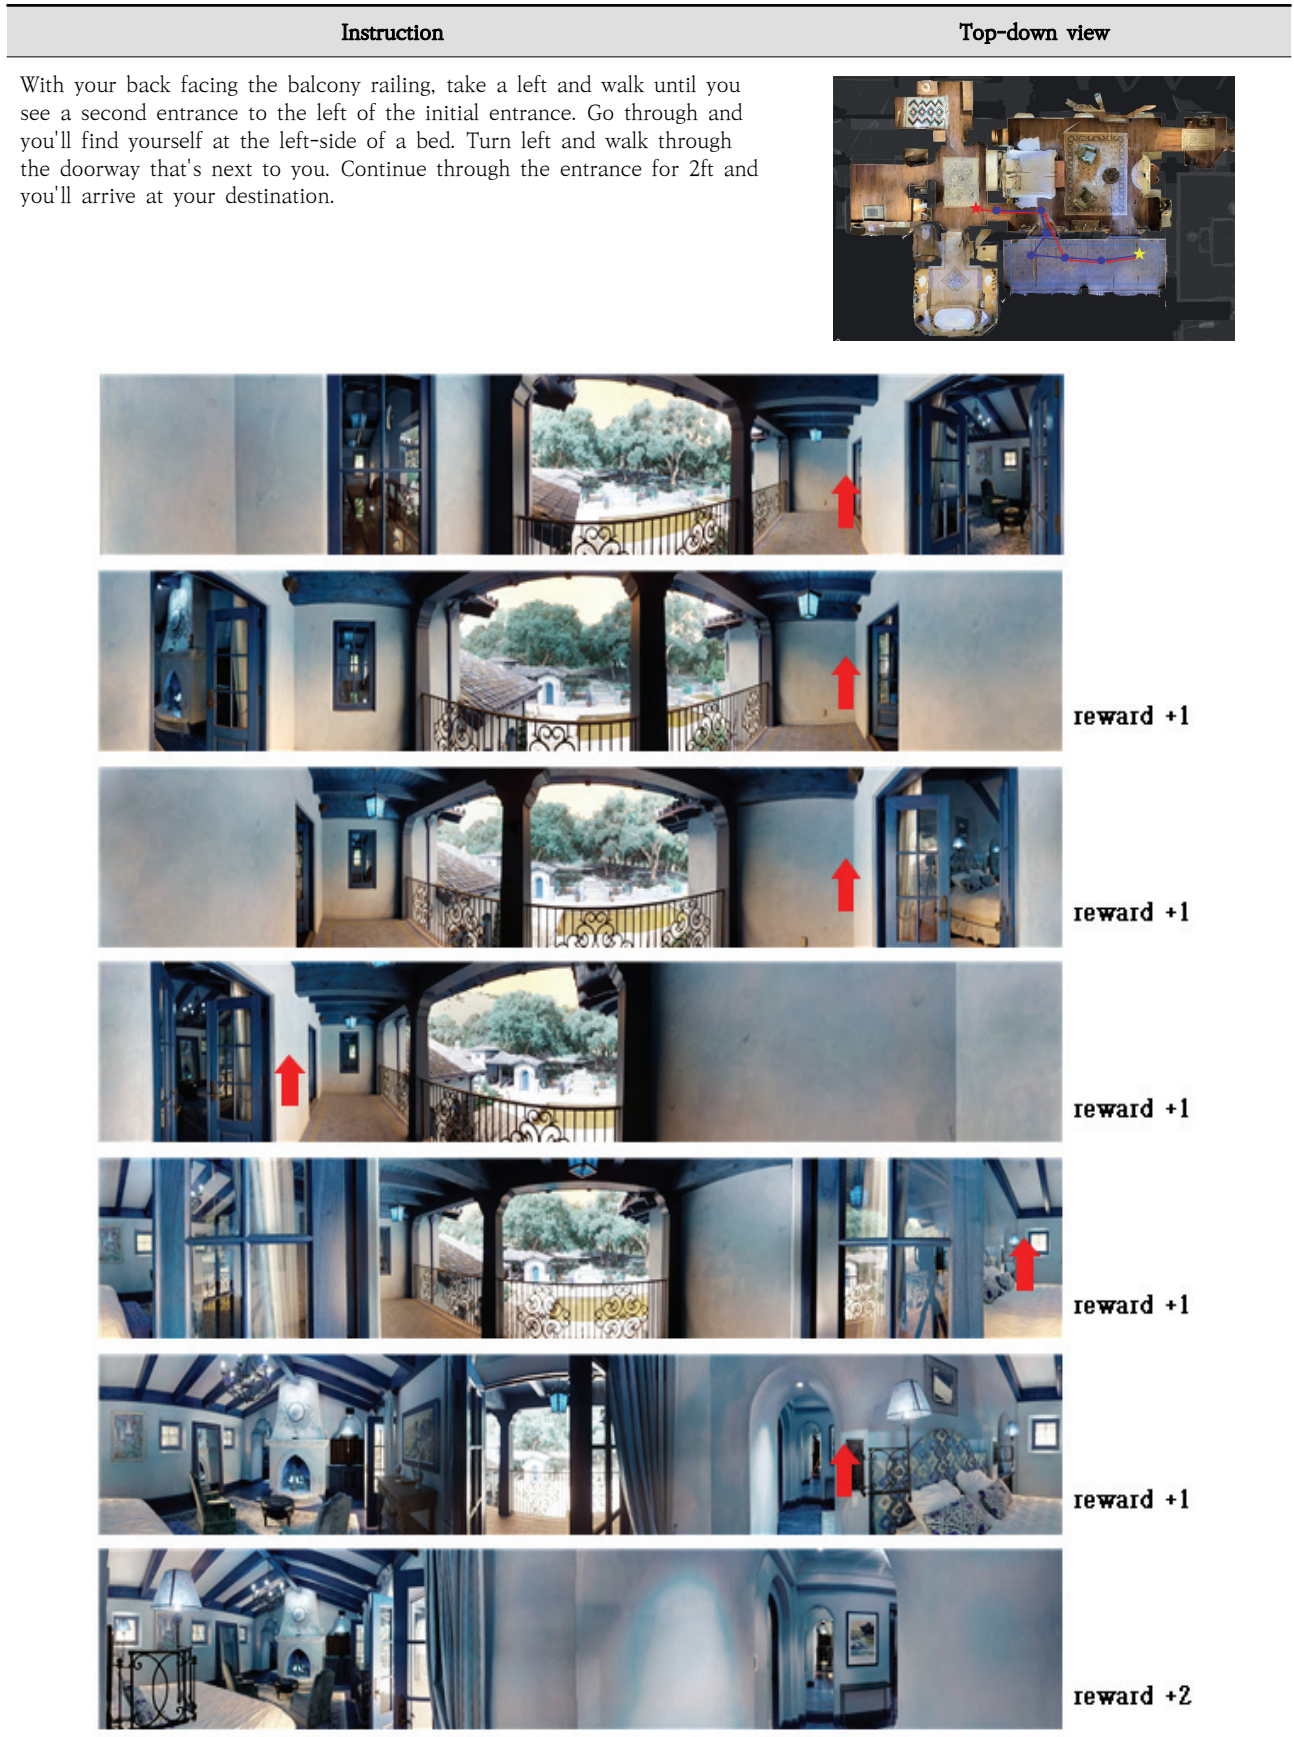 Instruction
Top-down view
With your back facing the balcony railing, take a left and walk until you
see a second entrance to the left of the initial entrance. Go through and
you'll find yourself at the left-side of a bed. Turn left and walk through
the doorway that's next to you. Continue through the entrance for 2ft and
you'll arrive at your destination.
reward +1
reward +1
reward +1
reward +1
reward +1
reward +2